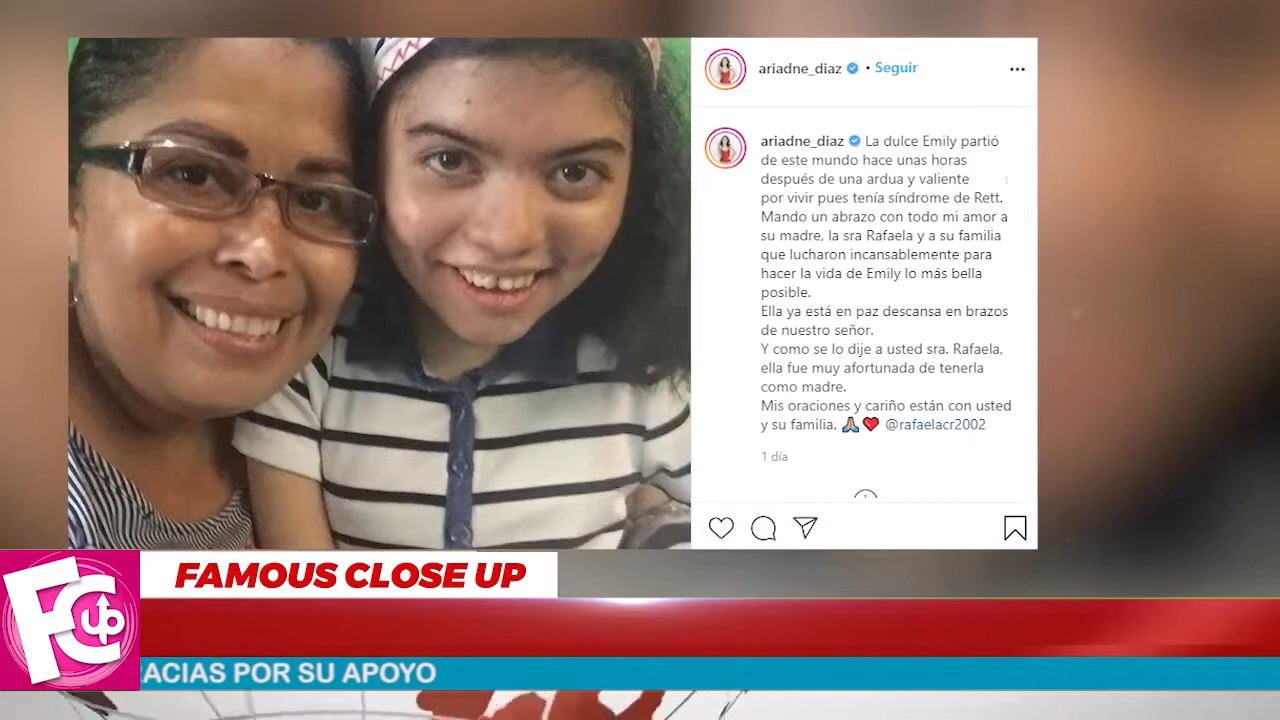 ariadne_diaz • Seguir
ariadne_diaz La dulce Emily partió
de este mundo hace unas horas
después de una ardua y valiente
por vivir pues tenía síndrome de Rett.
Mando un abrazo con todo mi amor a
su madre, la sra Rafaela y a su familia
que lucharon incansablemente para
hacer la vida de Emily lo más bella
posible.
Ella ya está en paz descansa en brazos
de nuestro señor.
Y como se lo dije a usted sra. Rafaela,
ella fue muy afortunada de tenerla
como madre.
Mis oraciones y cariño están con usted
y su familia. 🙏🏽❤️ @rafaelacr2002
1 día
FC up
FAMOUS CLOSE UP
RACIAS POR SU APOYO